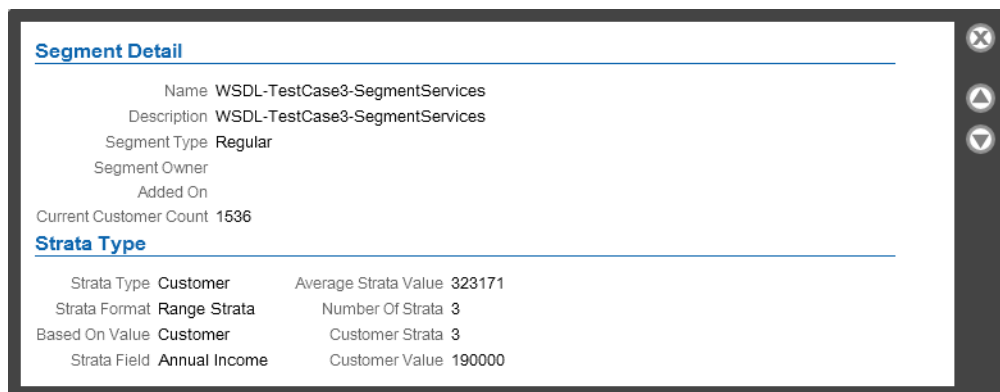 Segment Detail
Name WSDL-TestCase3-SegmentServices
Description WSDL-TestCase3-SegmentServices
Segment Type Regular
Segment Owner
Added On
Current Customer Count 1536
Strata Type
Strata Type Customer Average Strata Value 323171
Strata Format Range Strata Number Of Strata 3
Based On Value Customer Customer Strata 3
Strata Field Annual Income Customer Value 190000